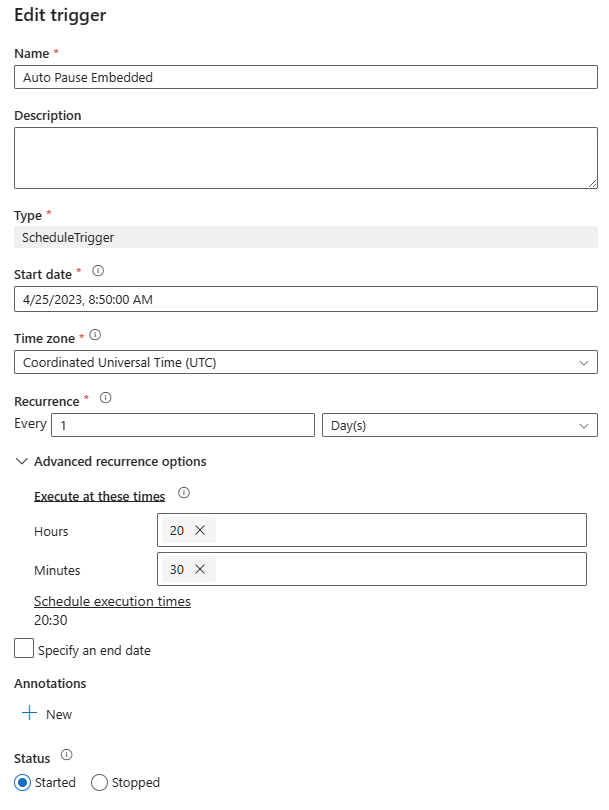 Edit trigger
Name *
Auto Pause Embedded
Description
Type *
ScheduleTrigger
Start date *
4/25/2023, 8:50:00 AM
Time zone *
Coordinated Universal Time (UTC)
Recurrence *
Every 1 Day(s)
Advanced recurrence options
Execute at these times
Hours 20
Minutes 30
Schedule execution times
20:30
Specify an end date
Annotations
New
Status
Started Stopped